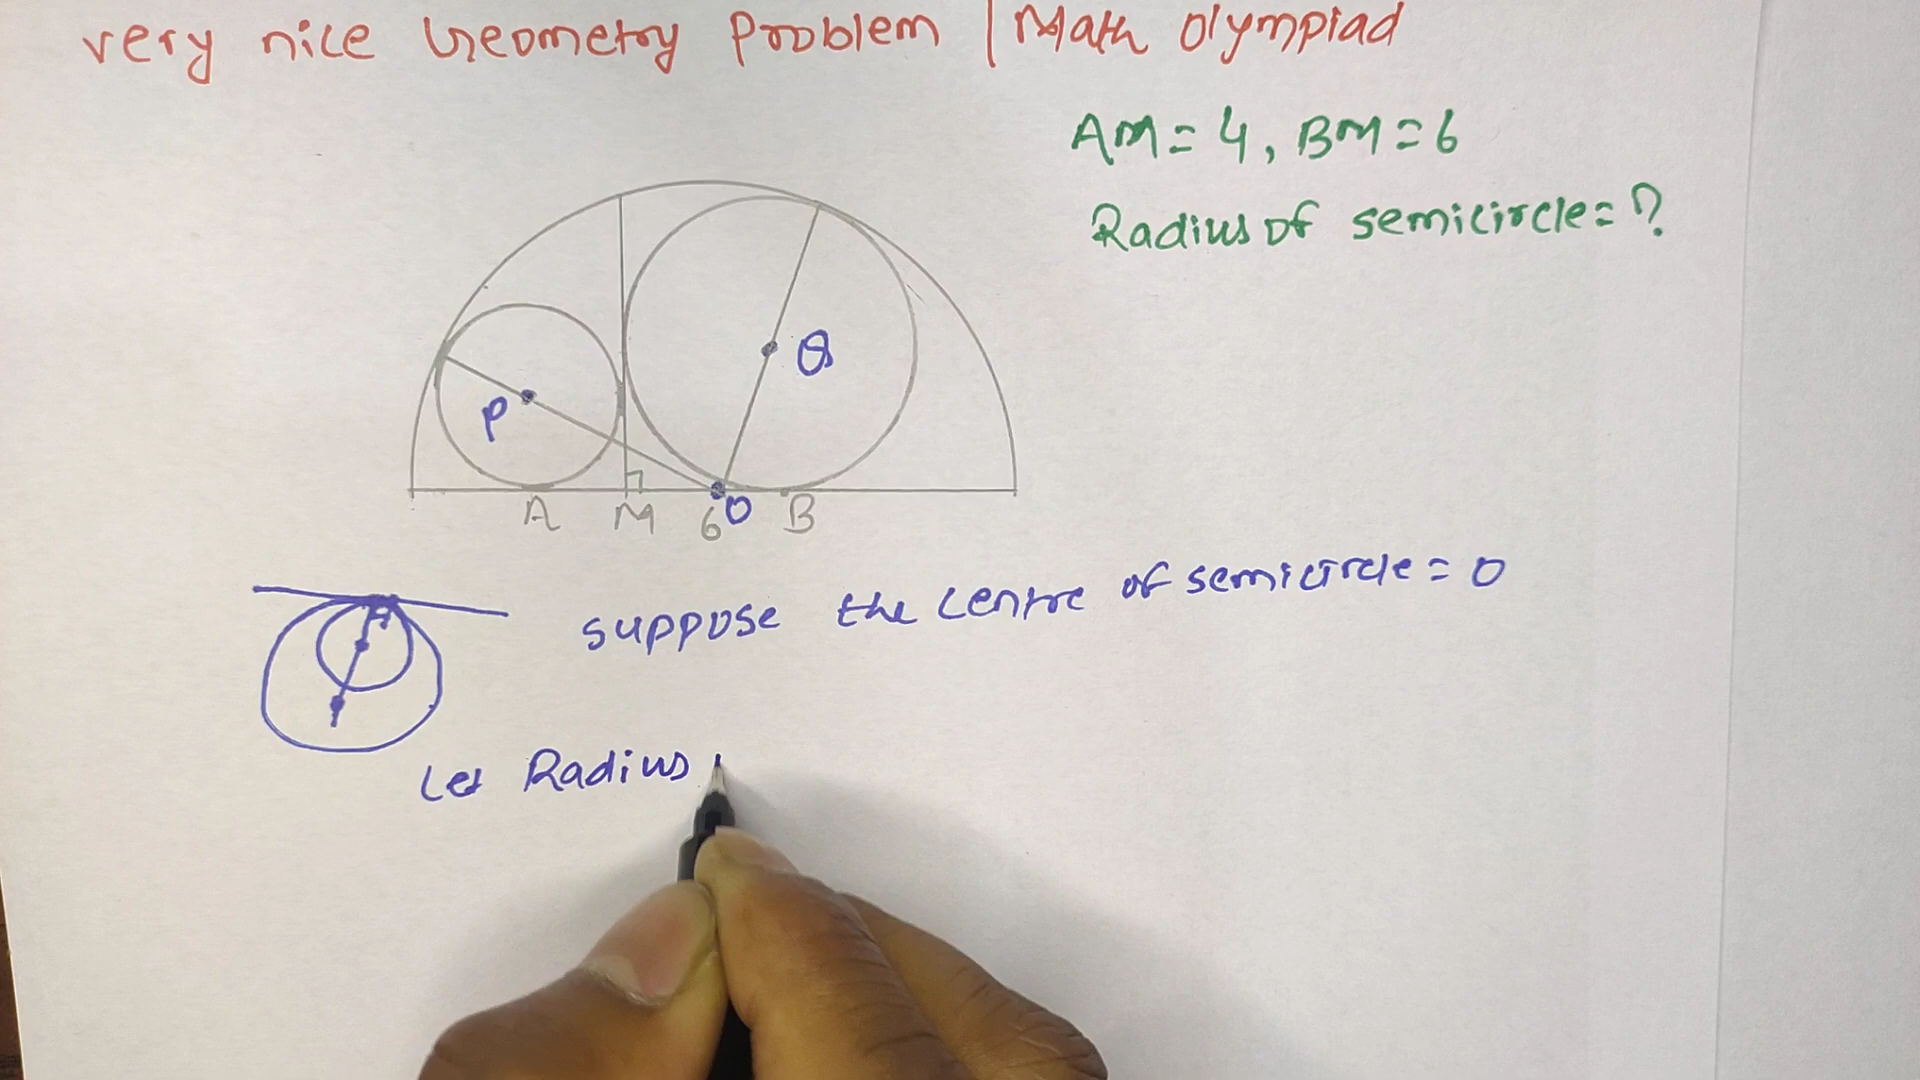 very nice Geometry Problem | Math Olympiad
AM = 4, BM = 6
Radius of semicircle = ?
Q
P
A M 6 O B
suppose the centre of semicircle = O
Let Radius